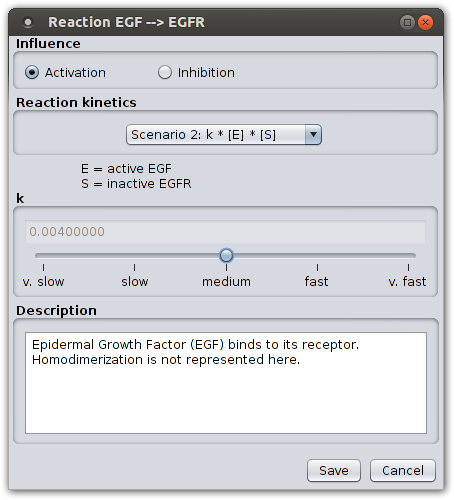 Reaction EGF --> EGFR
Influence
Activation Inhibition
Reaction kinetics
Scenario 2: k * [E] * [S]
E = active EGF
S = inactive EGFR
k
0.00400000
v. slow slow medium fast v. fast
Description
Epidermal Growth Factor (EGF) binds to its receptor.
Homodimerization is not represented here.
Save Cancel